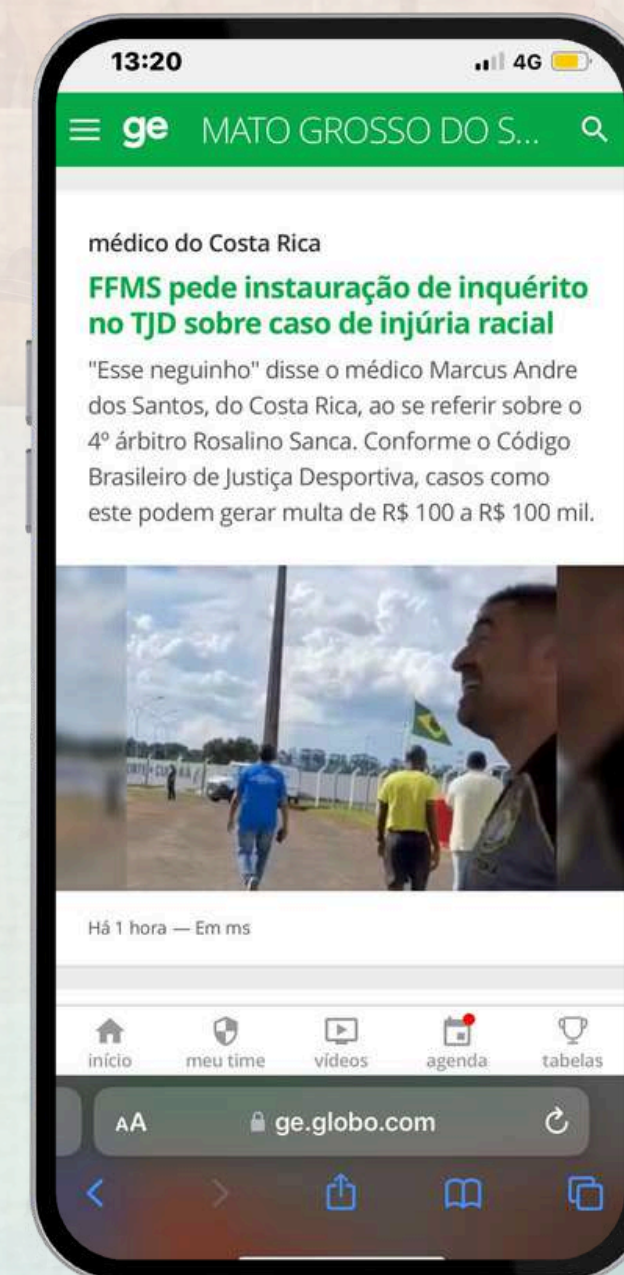 13:20
4G
ge MATO GROSSO DO S...
médico do Costa Rica
FFMS pede instauração de inquérito
no TJD sobre caso de injúria racial
"Esse neguinho" disse o médico Marcus Andre
dos Santos, do Costa Rica, ao se referir sobre o
4º árbitro Rosalino Sanca. Conforme o Código
Brasileiro de Justiça Desportiva, casos como
este podem gerar multa de R$ 100 a R$ 100 mil.
Há 1 hora — Em ms
início meu time vídeos agenda tabelas
AA ge.globo.com